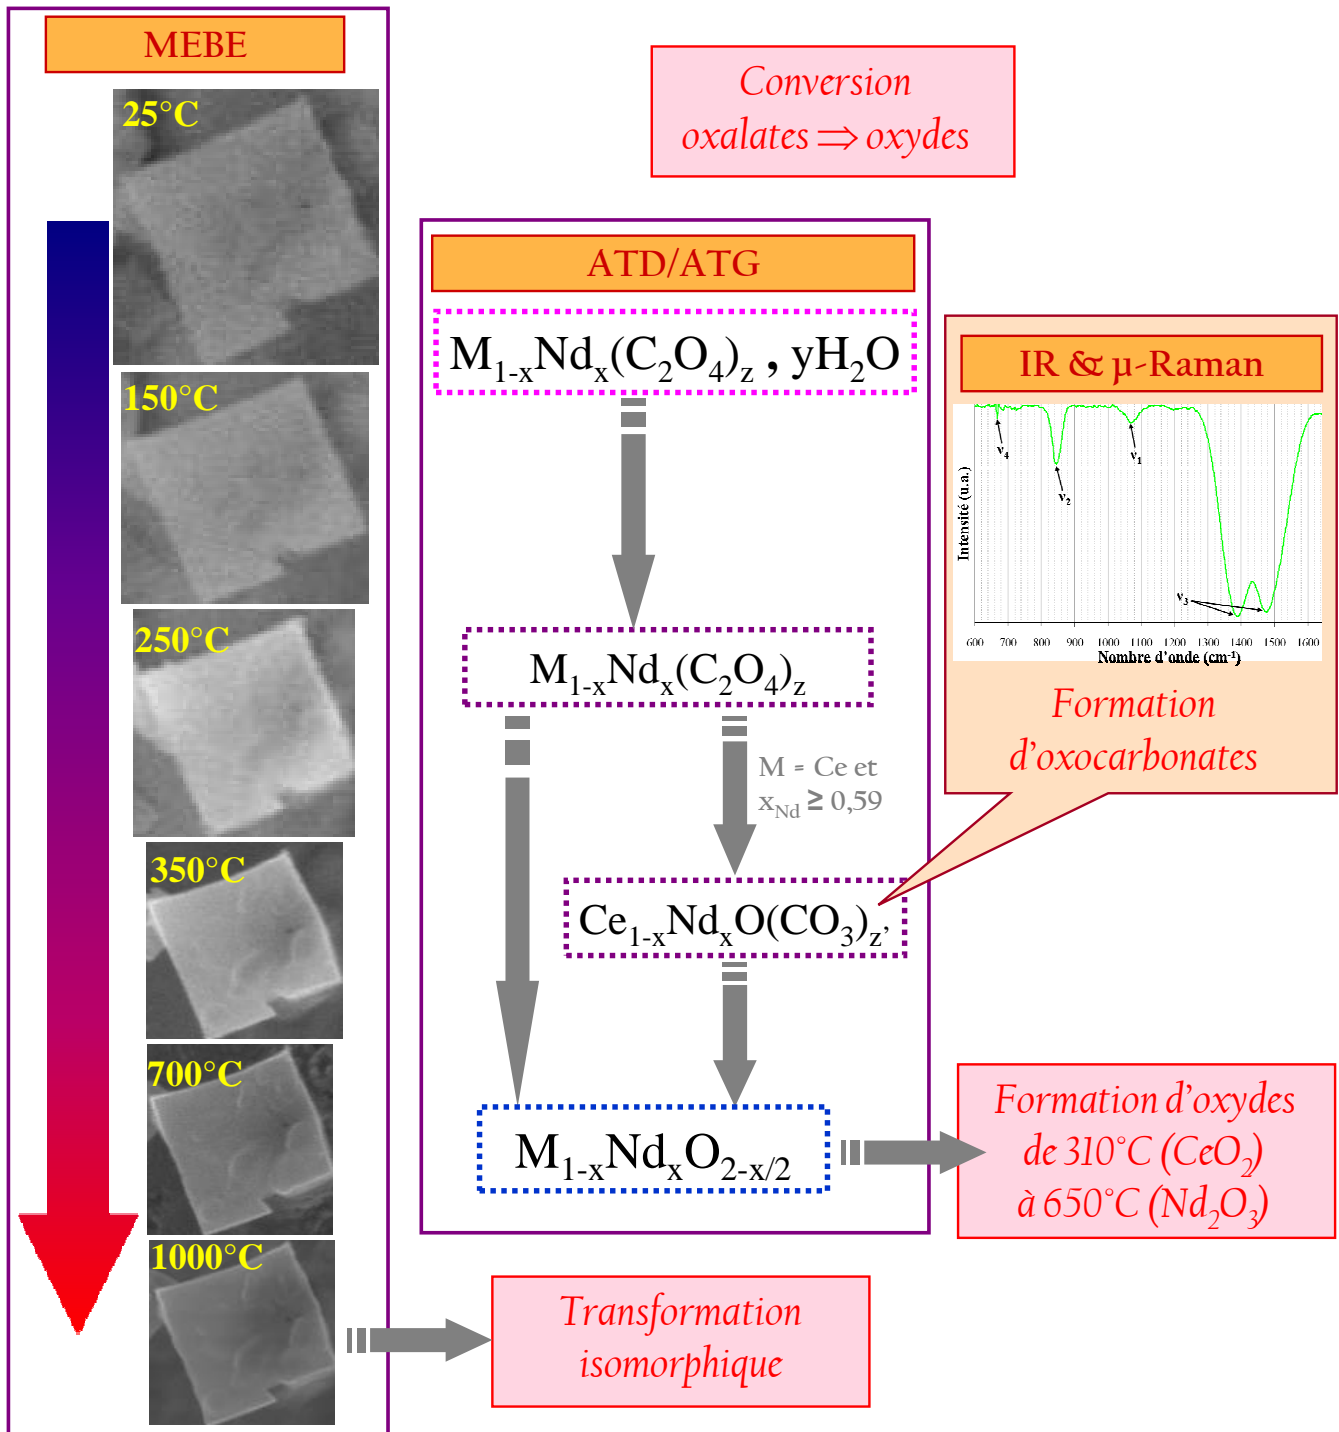 MEBE
25°C
150°C
250°C
350°C
700°C
1000°C
Conversion
oxalates ⇒ oxydes
ATD/ATG
M₁₋ₓNdₓ(C₂O₄)z , yH₂O
M₁₋ₓNdₓ(C₂O₄)z
M = Ce et
xNd ≥ 0,59
Ce₁₋ₓNdₓO(CO₃)z’
M₁₋ₓNdₓO₂₋ₓ/₂
IR & µ-Raman
Intensité (u.a.)
ν₄
ν₂
ν₁
ν₃
600 700 800 900 1000 1100 1200 1300 1400 1500 1600
Nombre d’onde (cm⁻¹)
Formation
d’oxocarbonates
Formation d’oxydes
de 310°C (CeO₂)
à 650°C (Nd₂O₃)
Transformation
isomorphique